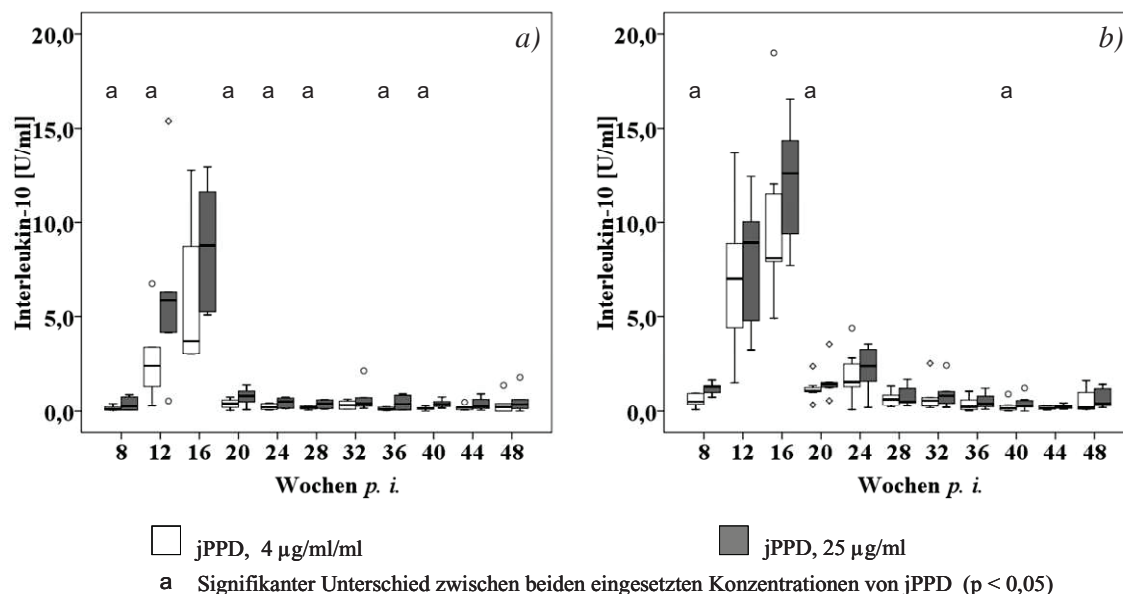 20,0 a) 20,0 b)
a a a a a a a a a a
15,0 15,0
Interleukin-10 [U/ml] Interleukin-10 [U/ml]
10,0 10,0
5,0 5,0
0,0 0,0
8 12 16 20 24 28 32 36 40 44 48 8 12 16 20 24 28 32 36 40 44 48
Wochen p. i. Wochen p. i.
jPPD, 4 µg/ml/ml jPPD, 25 µg/ml
a Signifikanter Unterschied zwischen beiden eingesetzten Konzentrationen von jPPD (p < 0,05)